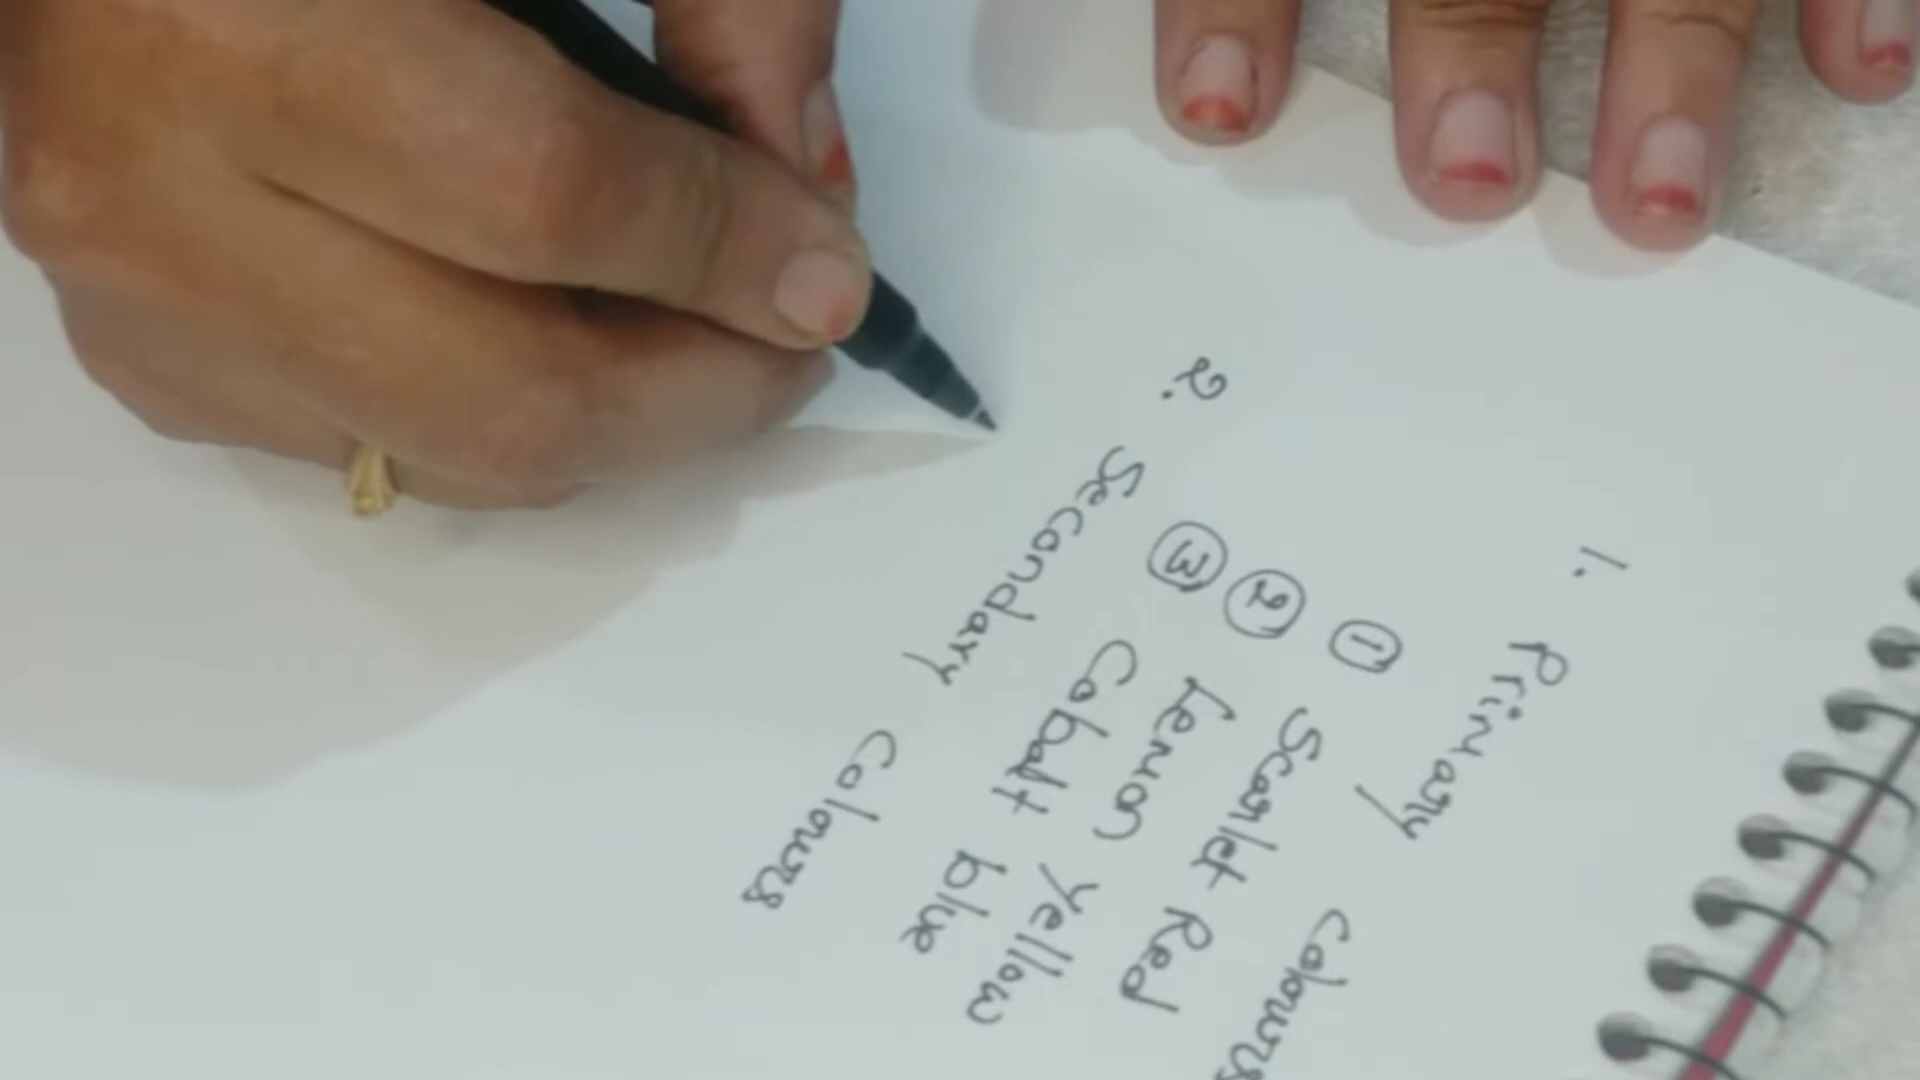 1. Primary colours
① Scarlet Red
② Lemon yellow
③ Cobalt blue
2. Secondary colours